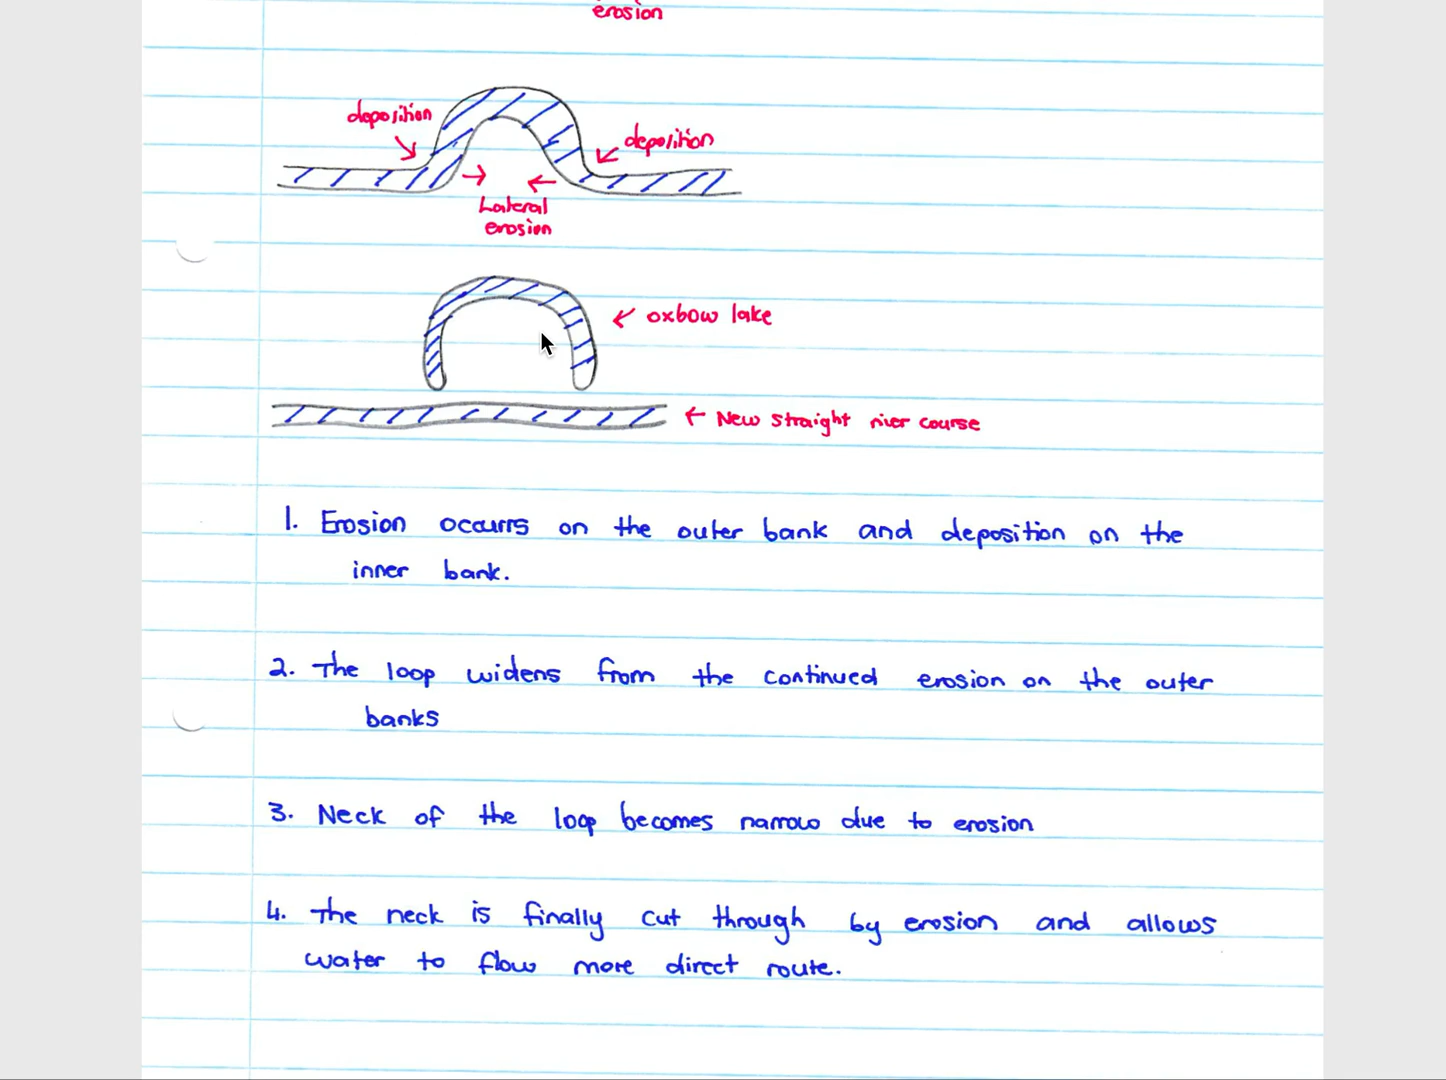 erosion
deposition
deposition
Lateral
erosion
oxbow lake
New straight river course
1. Erosion occurrs on the outer bank and deposition on the
inner bank.
2. The loop widens from the continued erosion on the outer
banks
3. Neck of the loop becomes narrow due to erosion
4. The neck is finally cut through by erosion and allows
water to flow more direct route.